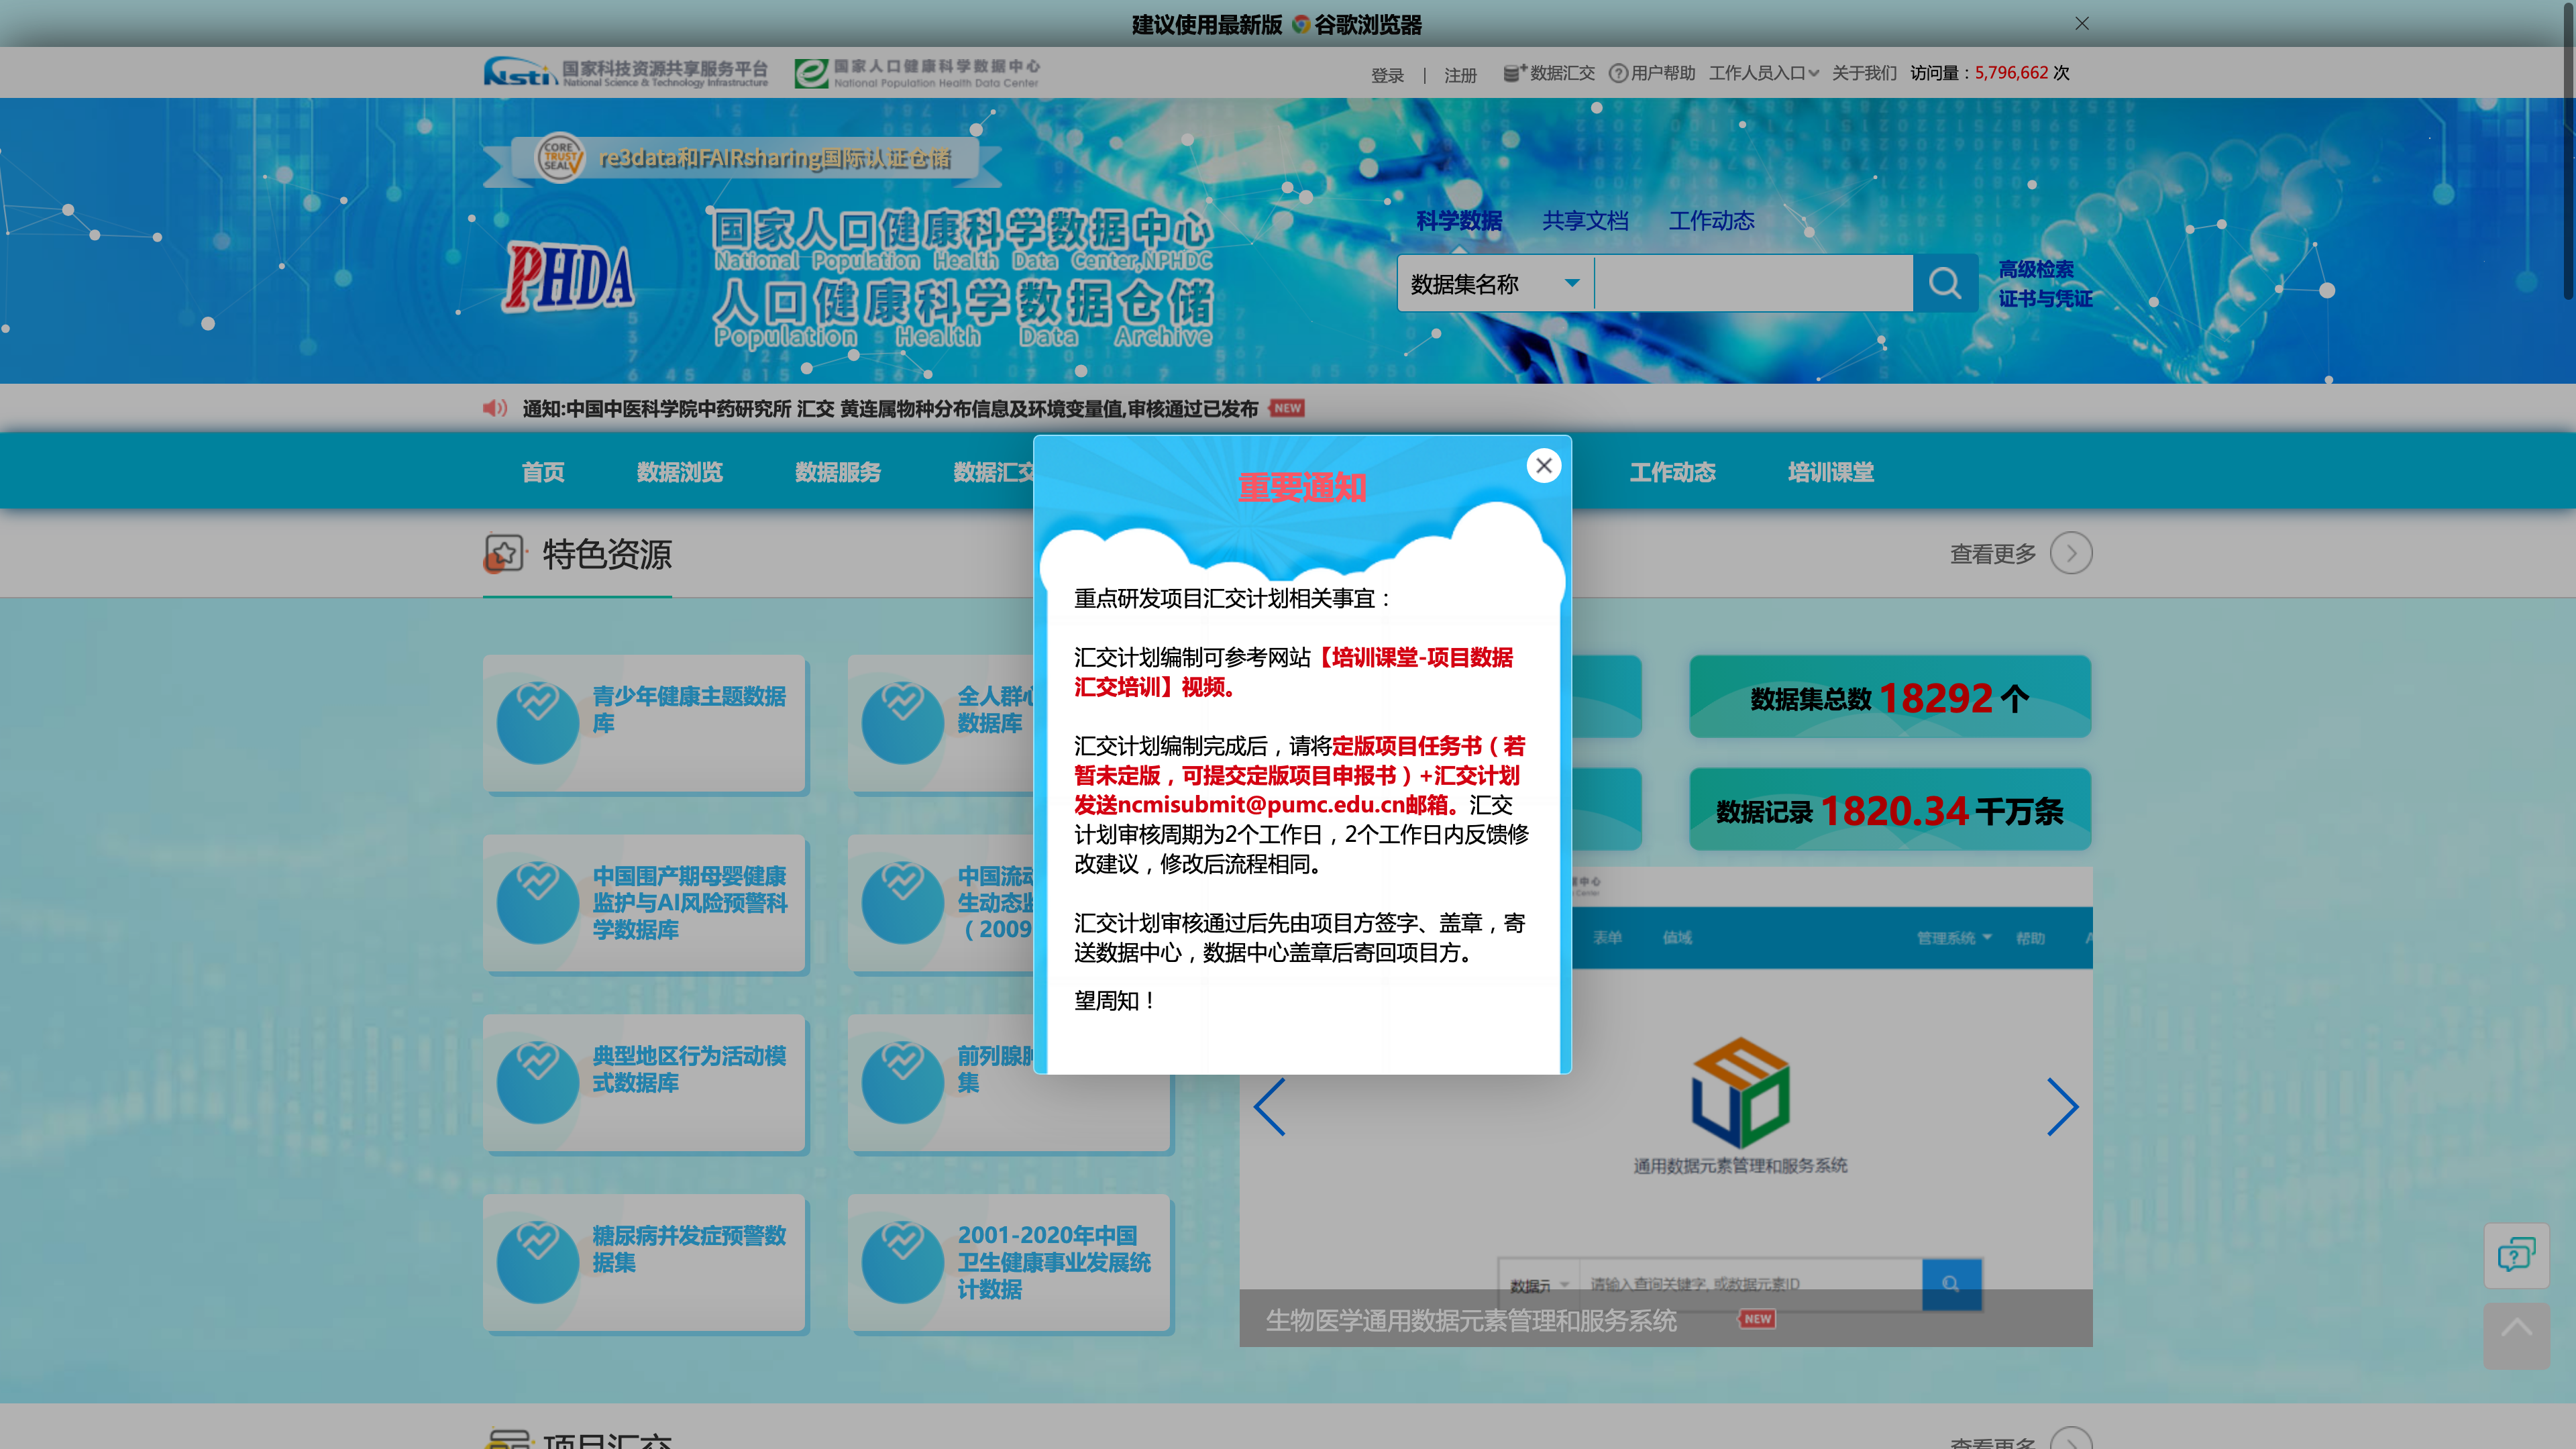 建议使用最新版 谷歌浏览器
Nsti 国家科技资源共享服务平台
National Science & Technology Infrastructure
国家人口健康科学数据中心
National Population Health Data Center
登录 | 注册 数据汇交 用户帮助 工作人员入口 关于我们 访问量：5,796,662 次
CORE TRUST SEAL re3data和FAIRsharing国际认证仓储
PHDA
国家人口健康科学数据中心
National Population Health Data Center,NPHDC
人口健康科学数据仓储
Population Health Data Archive
科学数据 共享文档 工作动态
数据集名称
高级检索
证书与凭证
通知:中国中医科学院中药研究所 汇交 黄连属物种分布信息及环境变量值,审核通过已发布 NEW
首页 数据浏览 数据服务 数据汇交 工作动态 培训课堂
特色资源
查看更多
重要通知
重点研发项目汇交计划相关事宜：
汇交计划编制可参考网站【培训课堂-项目数据
汇交培训】视频。
汇交计划编制完成后，请将定版项目任务书（若
暂未定版，可提交定版项目申报书）+汇交计划
发送ncmisubmit@pumc.edu.cn邮箱。汇交
计划审核周期为2个工作日，2个工作日内反馈修
改建议，修改后流程相同。
汇交计划审核通过后先由项目方签字、盖章，寄
送数据中心，数据中心盖章后寄回项目方。
望周知！
青少年健康主题数据
库
全人群心
数据库
中国围产期母婴健康
监护与AI风险预警科
学数据库
中国流动
生动态监
（2009
典型地区行为活动模
式数据库
前列腺肿
集
糖尿病并发症预警数
据集
2001-2020年中国
卫生健康事业发展统
计数据
数据集总数 18292 个
数据记录 1820.34 千万条
表单 值域 管理系统 帮助
通用数据元素管理和服务系统
数据元 请输入查询关键字, 或数据元素ID
生物医学通用数据元素管理和服务系统 NEW
项目汇交
查看更多